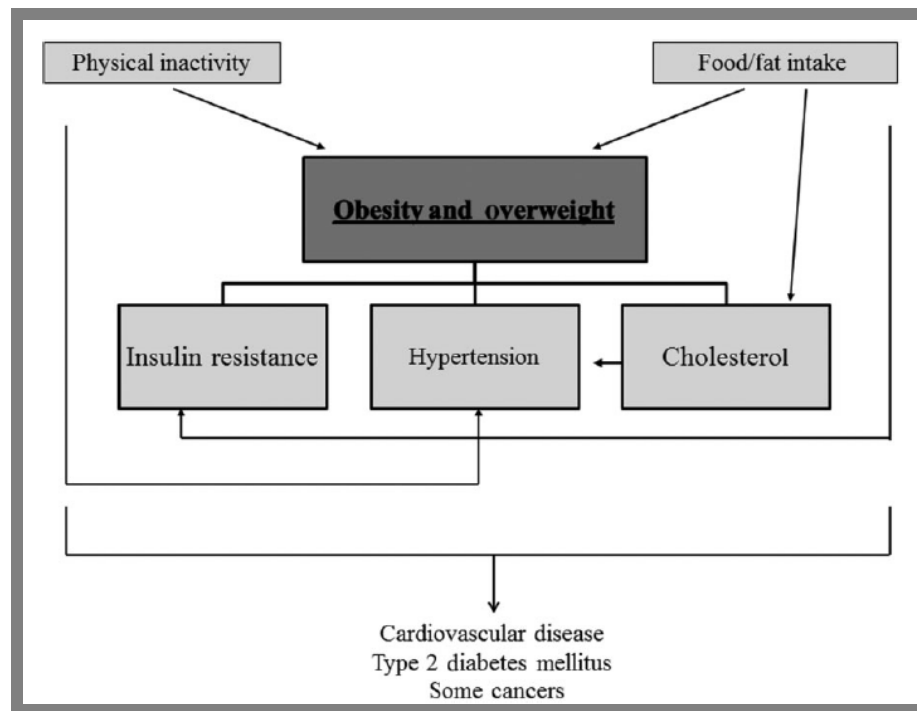 Physical inactivity
Food/fat intake
Obesity and overweight
Insulin resistance
Hypertension
Cholesterol
Cardiovascular disease
Type 2 diabetes mellitus
Some cancers